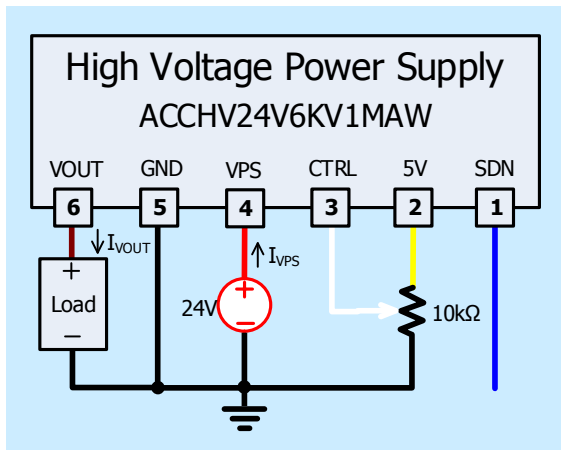 High Voltage Power Supply
ACCHV24V6KV1MAW
VOUT GND VPS CTRL 5V SDN
6 5 4 3 2 1
IVOUT IVPS
+ +
Load 24V 10kΩ
− −